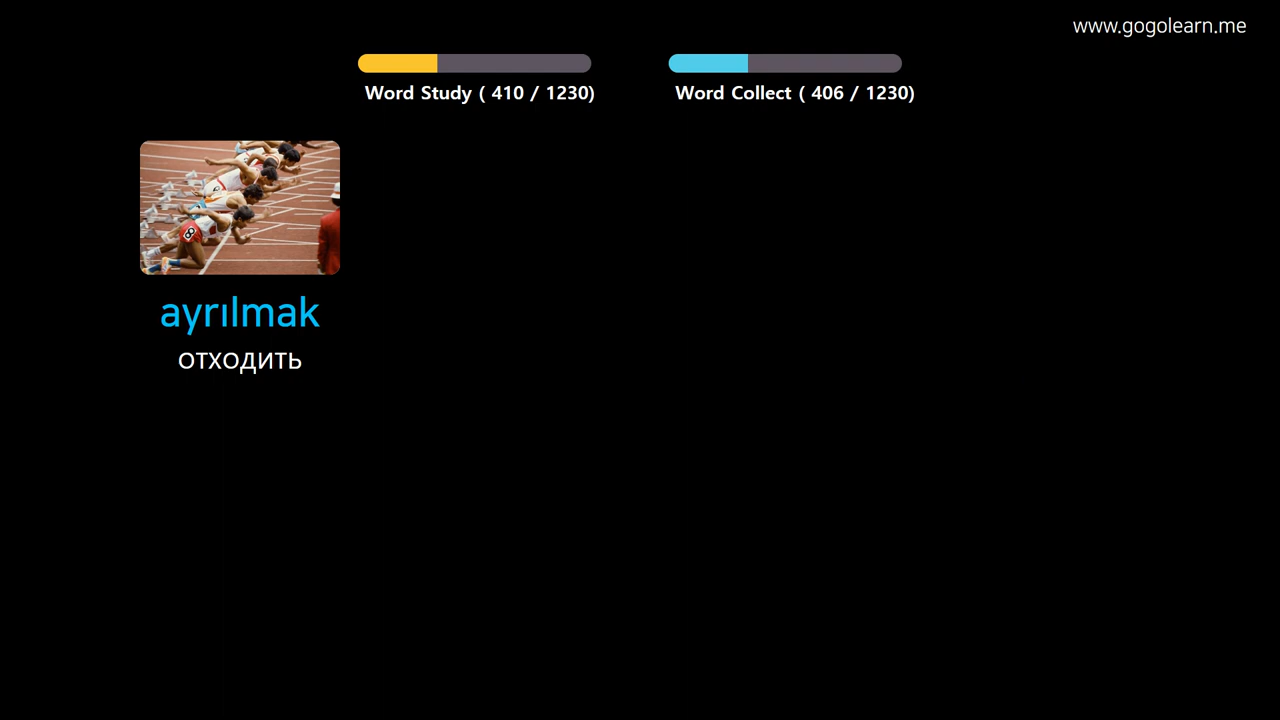 www.gogolearn.me
Word Study ( 410 / 1230)
Word Collect ( 406 / 1230)
8
ayrılmak
отходить